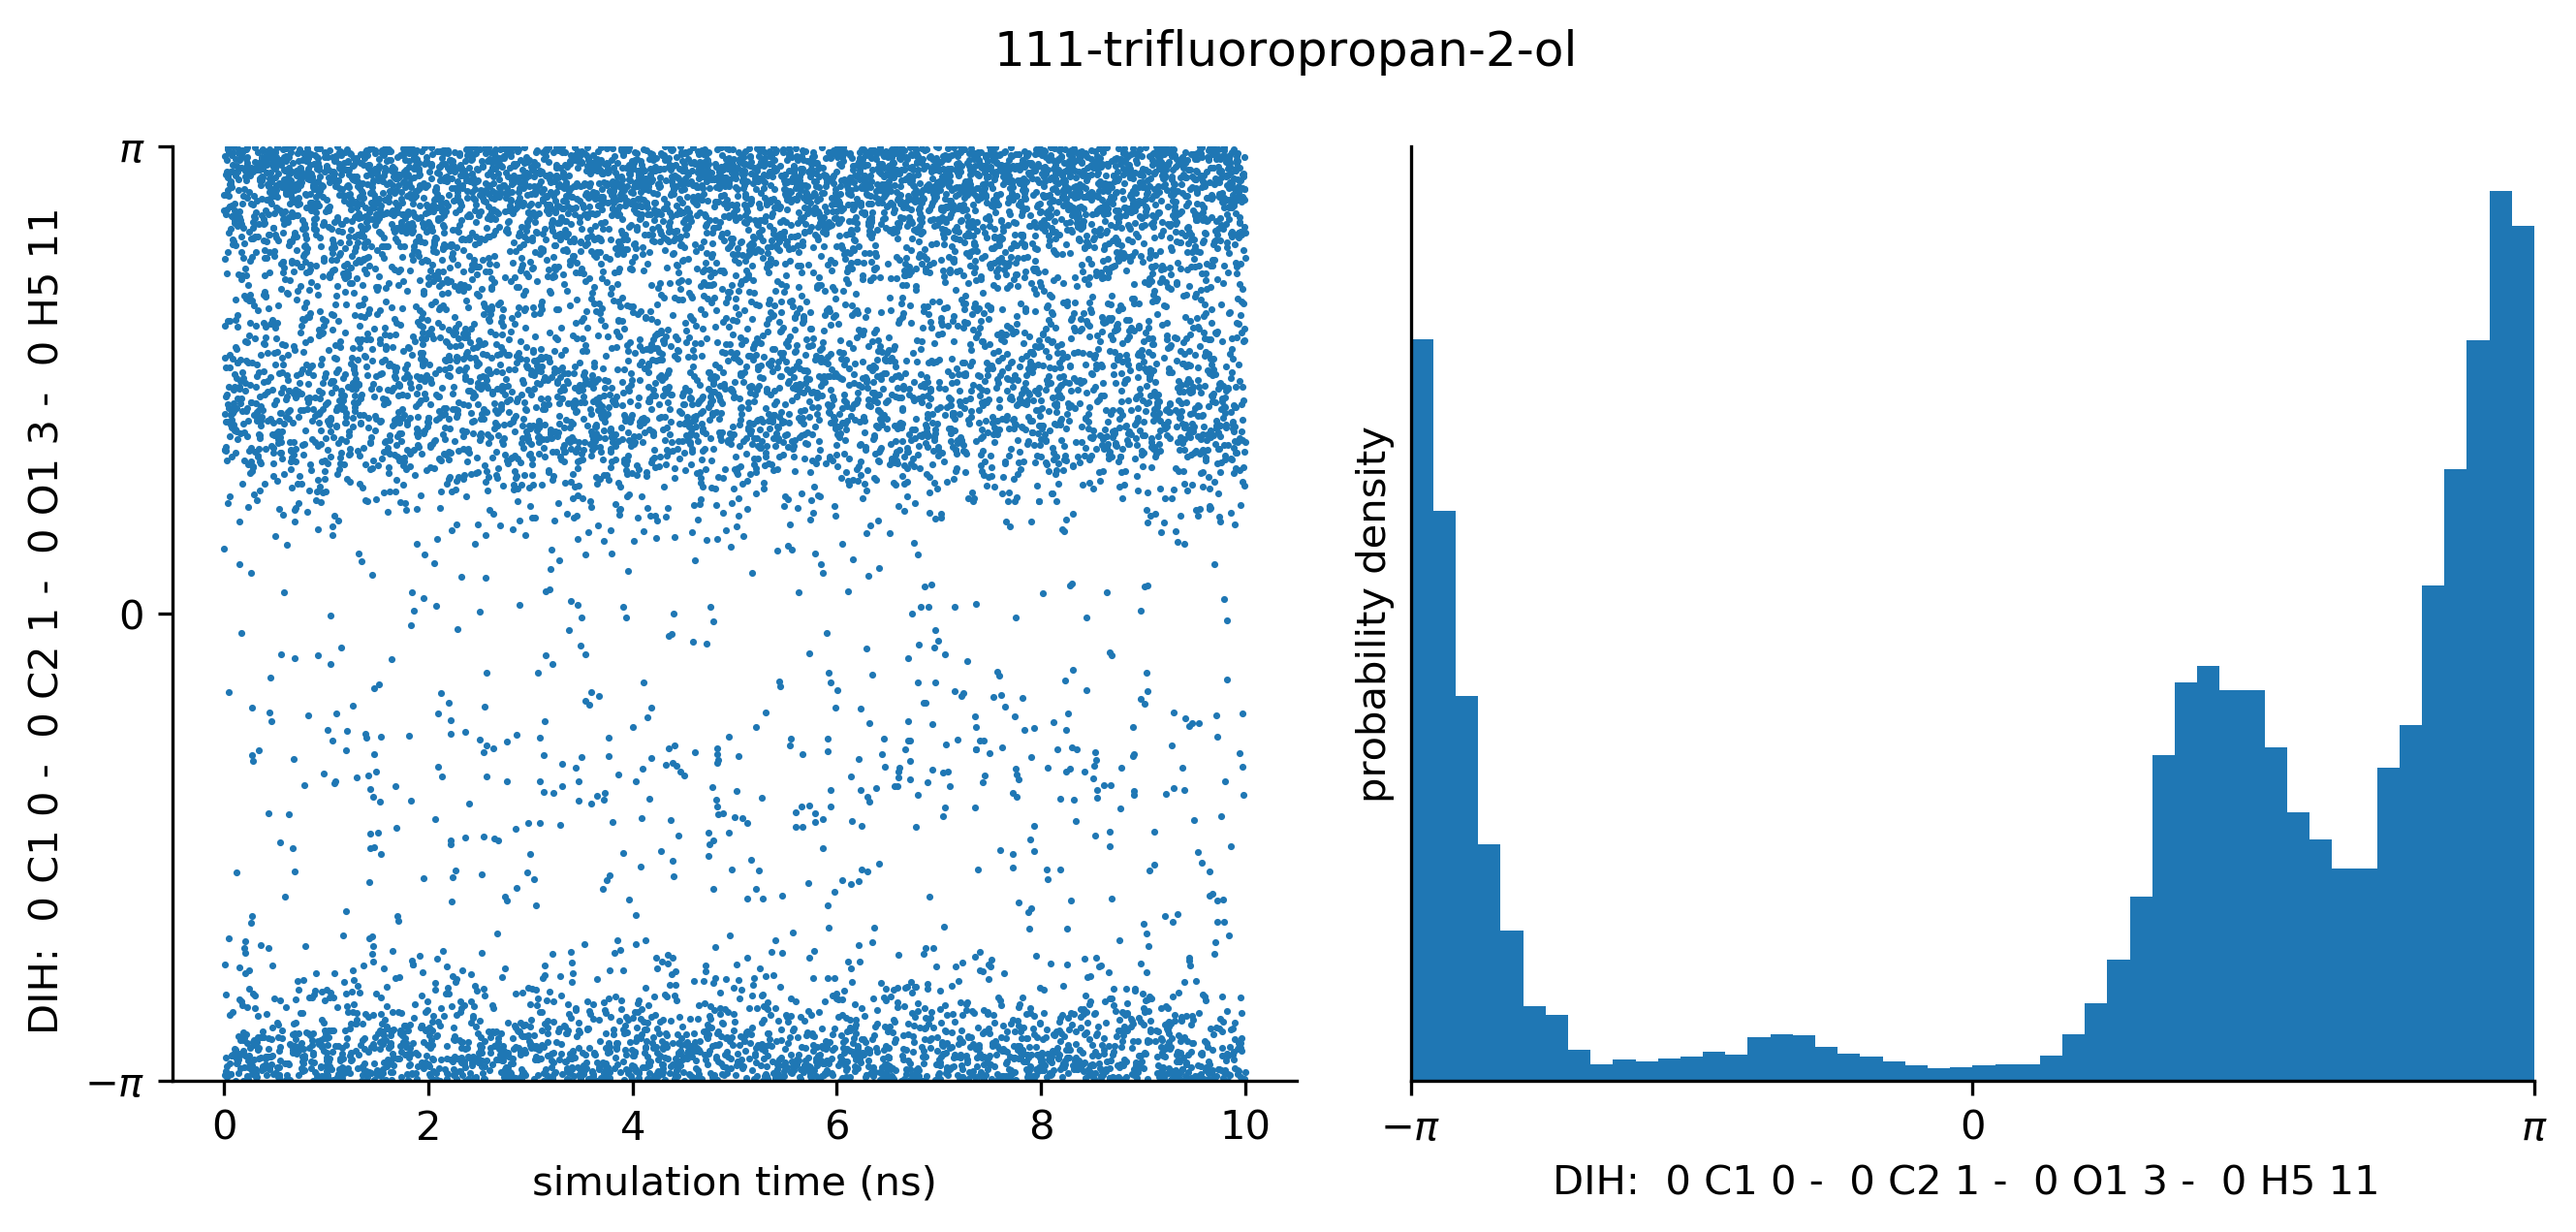 111-trifluoropropan-2-ol
DIH:  0 C1 0 -  0 C2 1 -  0 O1 3 -  0 H5 11
π
0
−π
0 2 4 6 8 10
simulation time (ns)
probability density
−π 0 π
DIH:  0 C1 0 -  0 C2 1 -  0 O1 3 -  0 H5 11